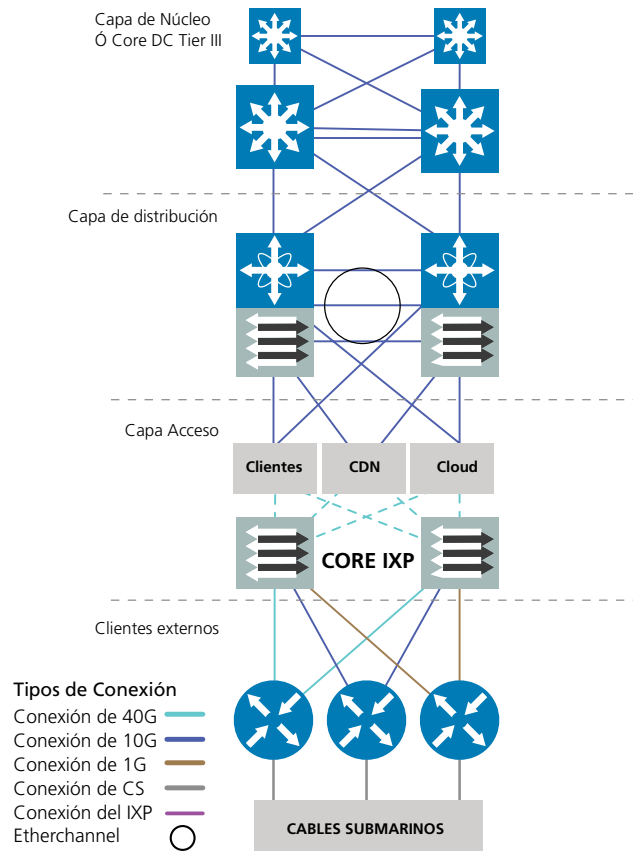 Capa de Núcleo
Ó Core DC Tier III
Capa de distribución
Capa Acceso
Clientes
CDN
Cloud
CORE IXP
Clientes externos
Tipos de Conexión
Conexión de 40G
Conexión de 10G
Conexión de 1G
Conexión de CS
Conexión del IXP
Etherchannel
CABLES SUBMARINOS